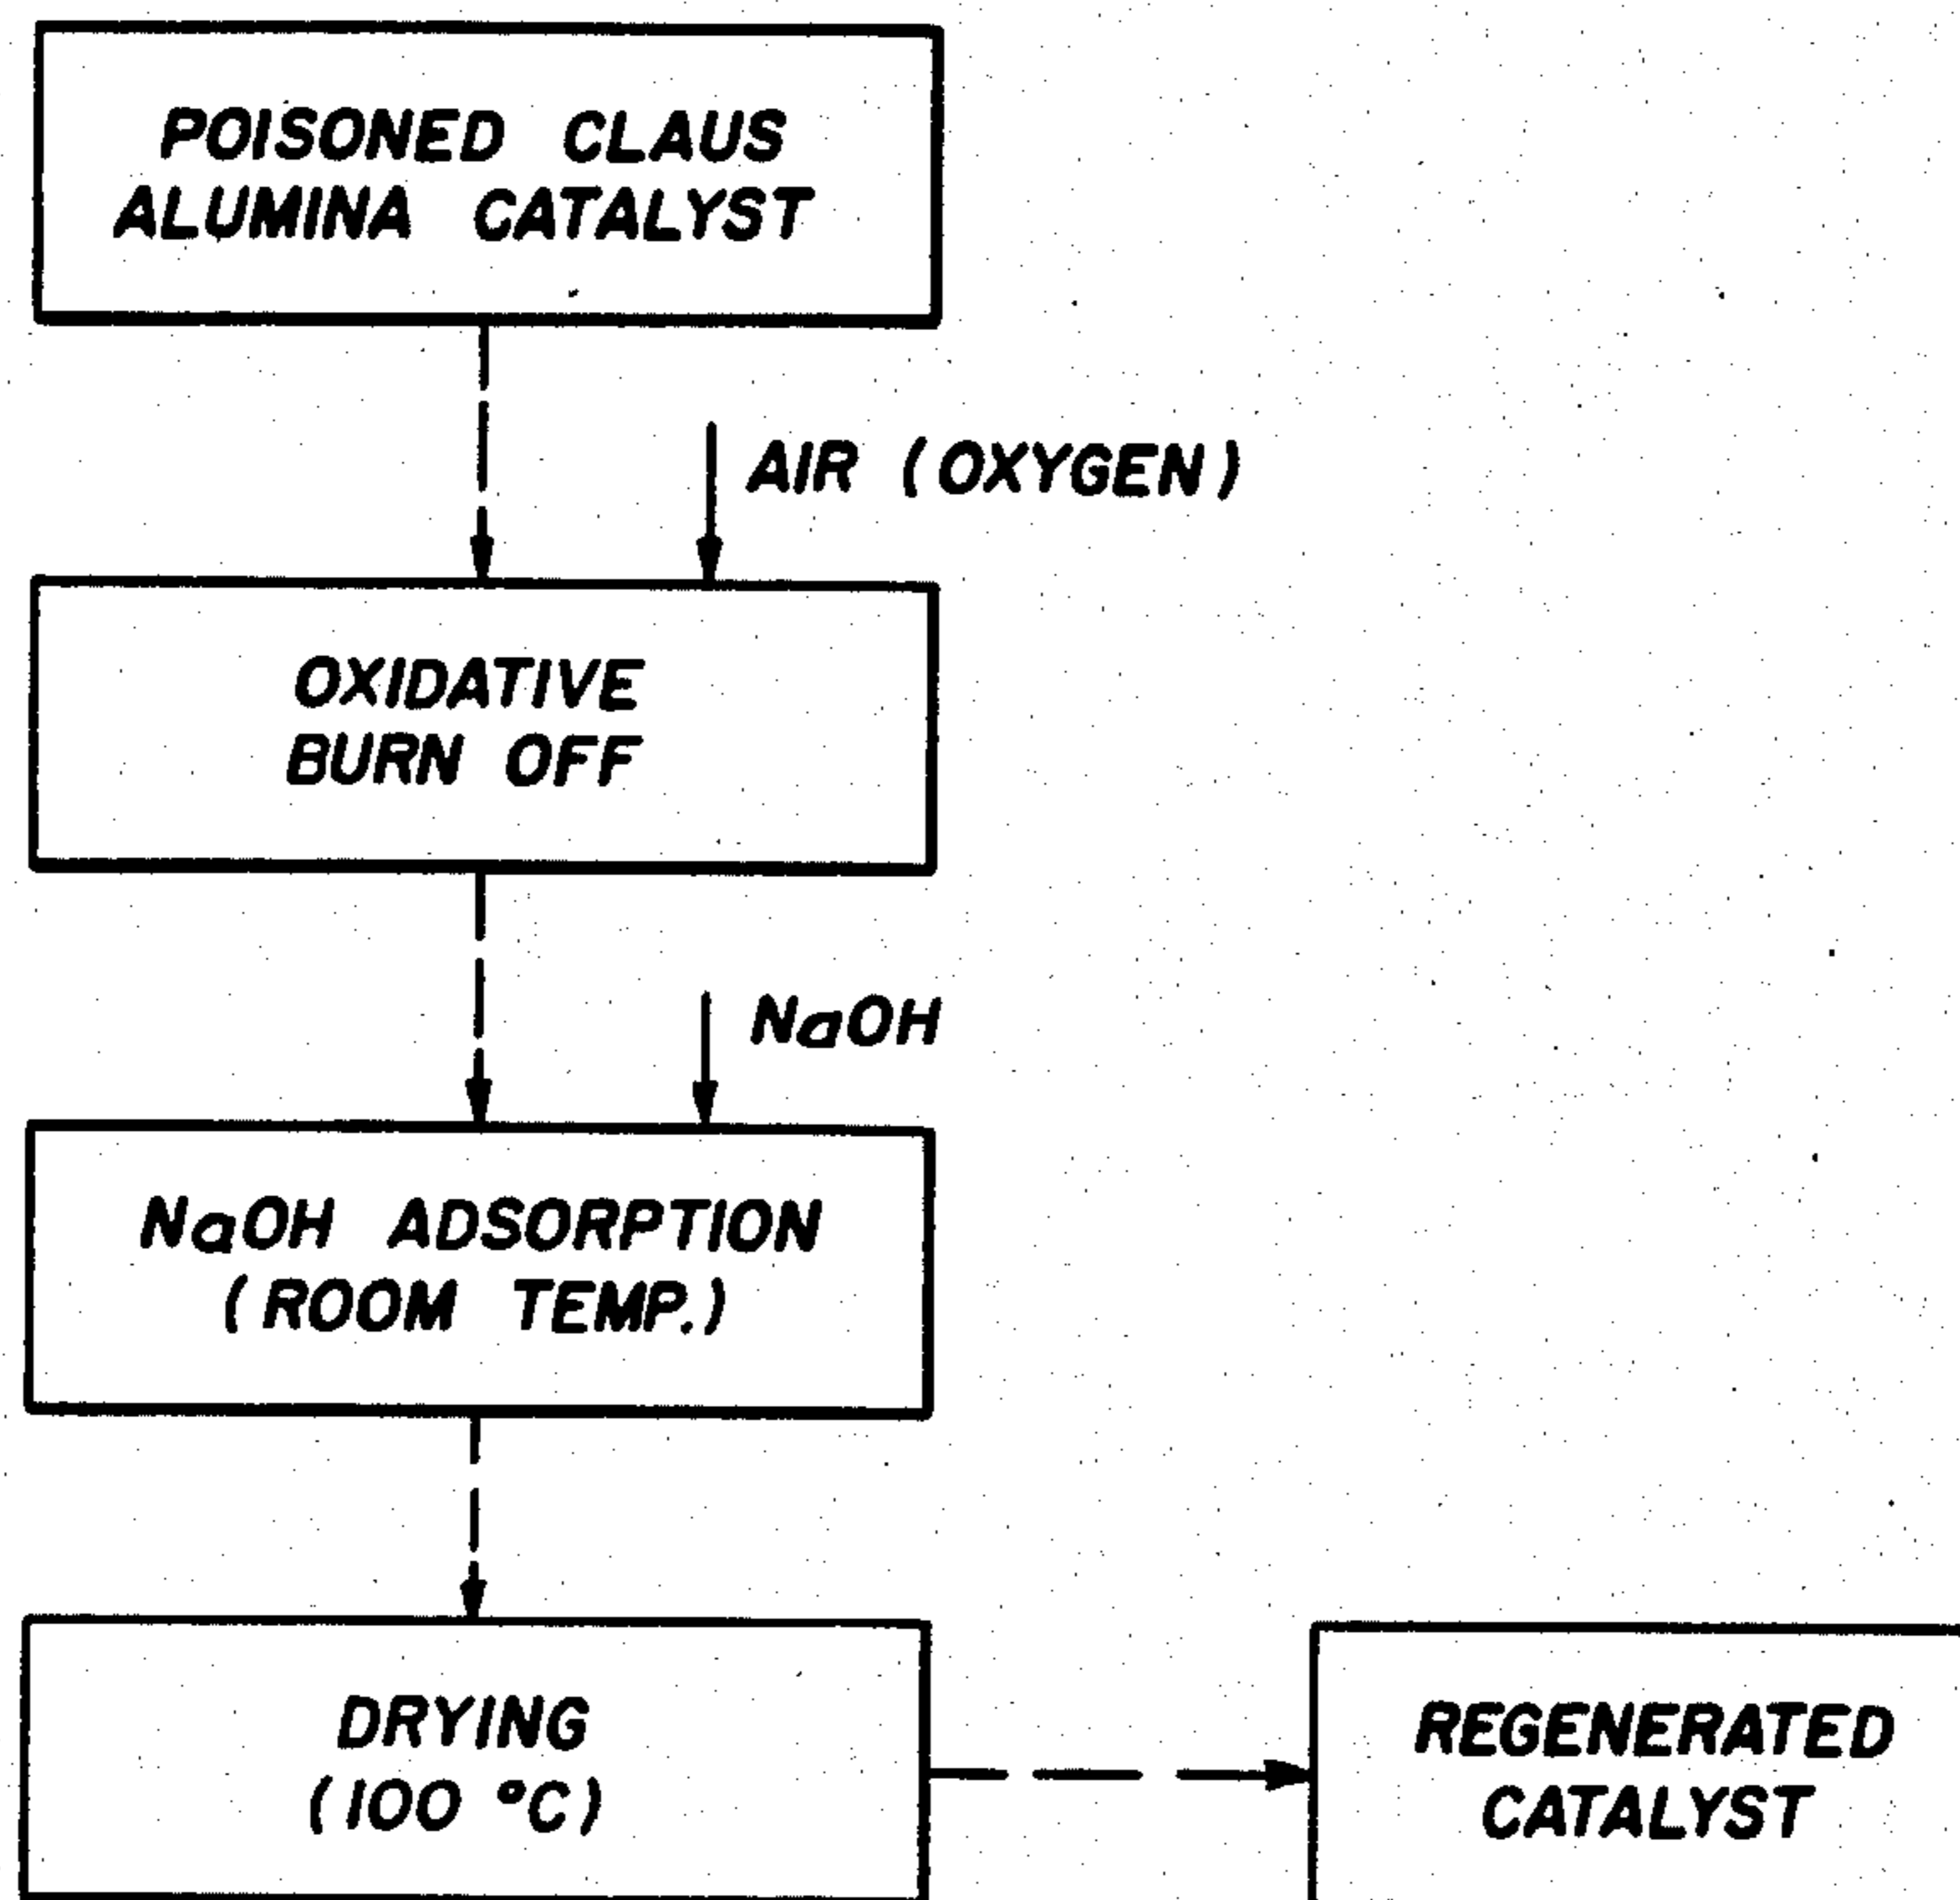 POISONED CLAUS
ALUMINA CATALYST
AIR (OXYGEN)
OXIDATIVE
BURN OFF
NaOH
NaOH ADSORPTION
(ROOM TEMP.)
DRYING
(100 °C)
REGENERATED
CATALYST